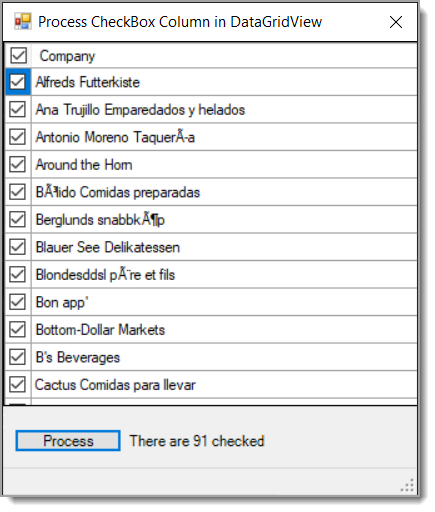 Process CheckBox Column in DataGridView
Company
Alfreds Futterkiste
Ana Trujillo Emparedados y helados
Antonio Moreno TaquerÃ-a
Around the Horn
BÃ³lido Comidas preparadas
Berglunds snabbkÃ¶p
Blauer See Delikatessen
Blondesddsl pÃ¨re et fils
Bon app'
Bottom-Dollar Markets
B's Beverages
Cactus Comidas para llevar
Process There are 91 checked